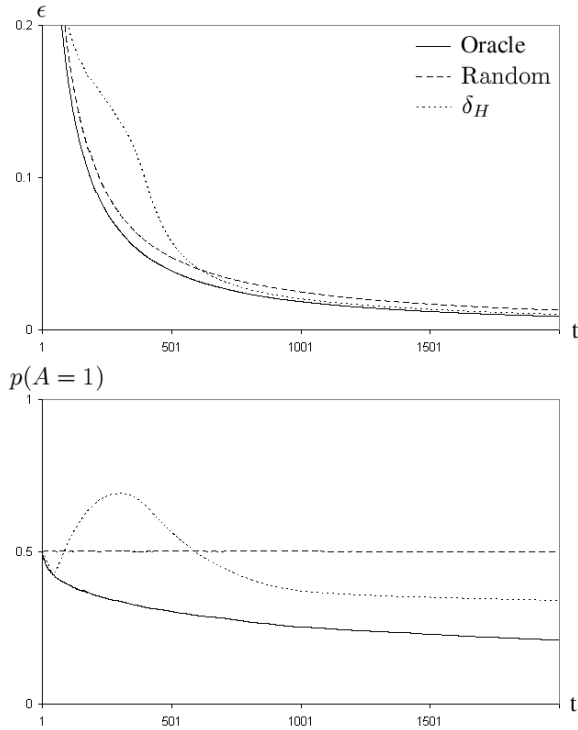 ϵ
0.2
Oracle
Random
δ_H
0.1
0
1 501 1001 1501 t
p(A = 1)
1
0.5
0
1 501 1001 1501 t